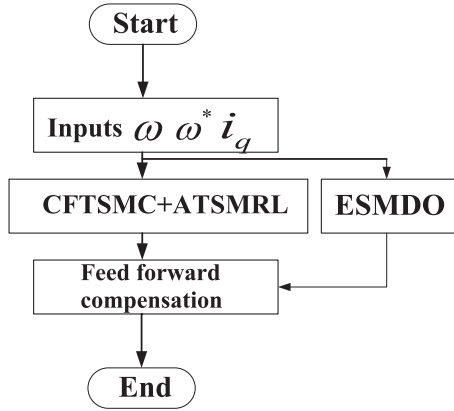 Start
Inputs ω ω* i_q
CFTSMC+ATSMRL
ESMDO
Feed forward
compensation
End